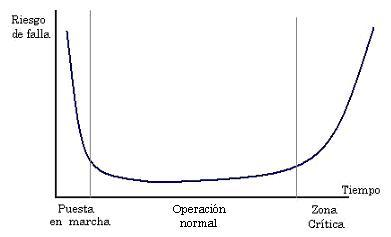 Riesgo
de falla
Tiempo
Puesta
en marcha
Operación
normal
Zona
Crítica